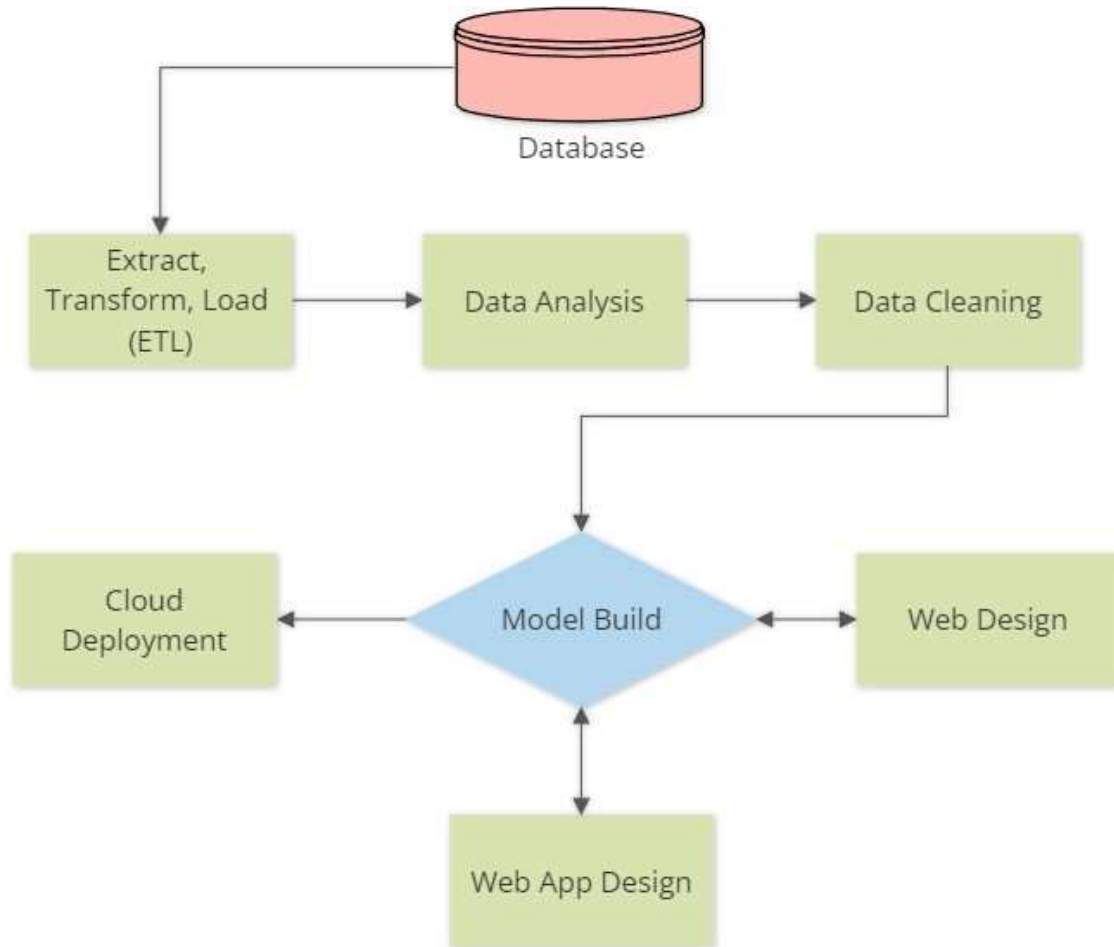 Database
Extract,
Transform, Load
(ETL)
Data Analysis
Data Cleaning
Cloud
Deployment
Model Build
Web Design
Web App Design